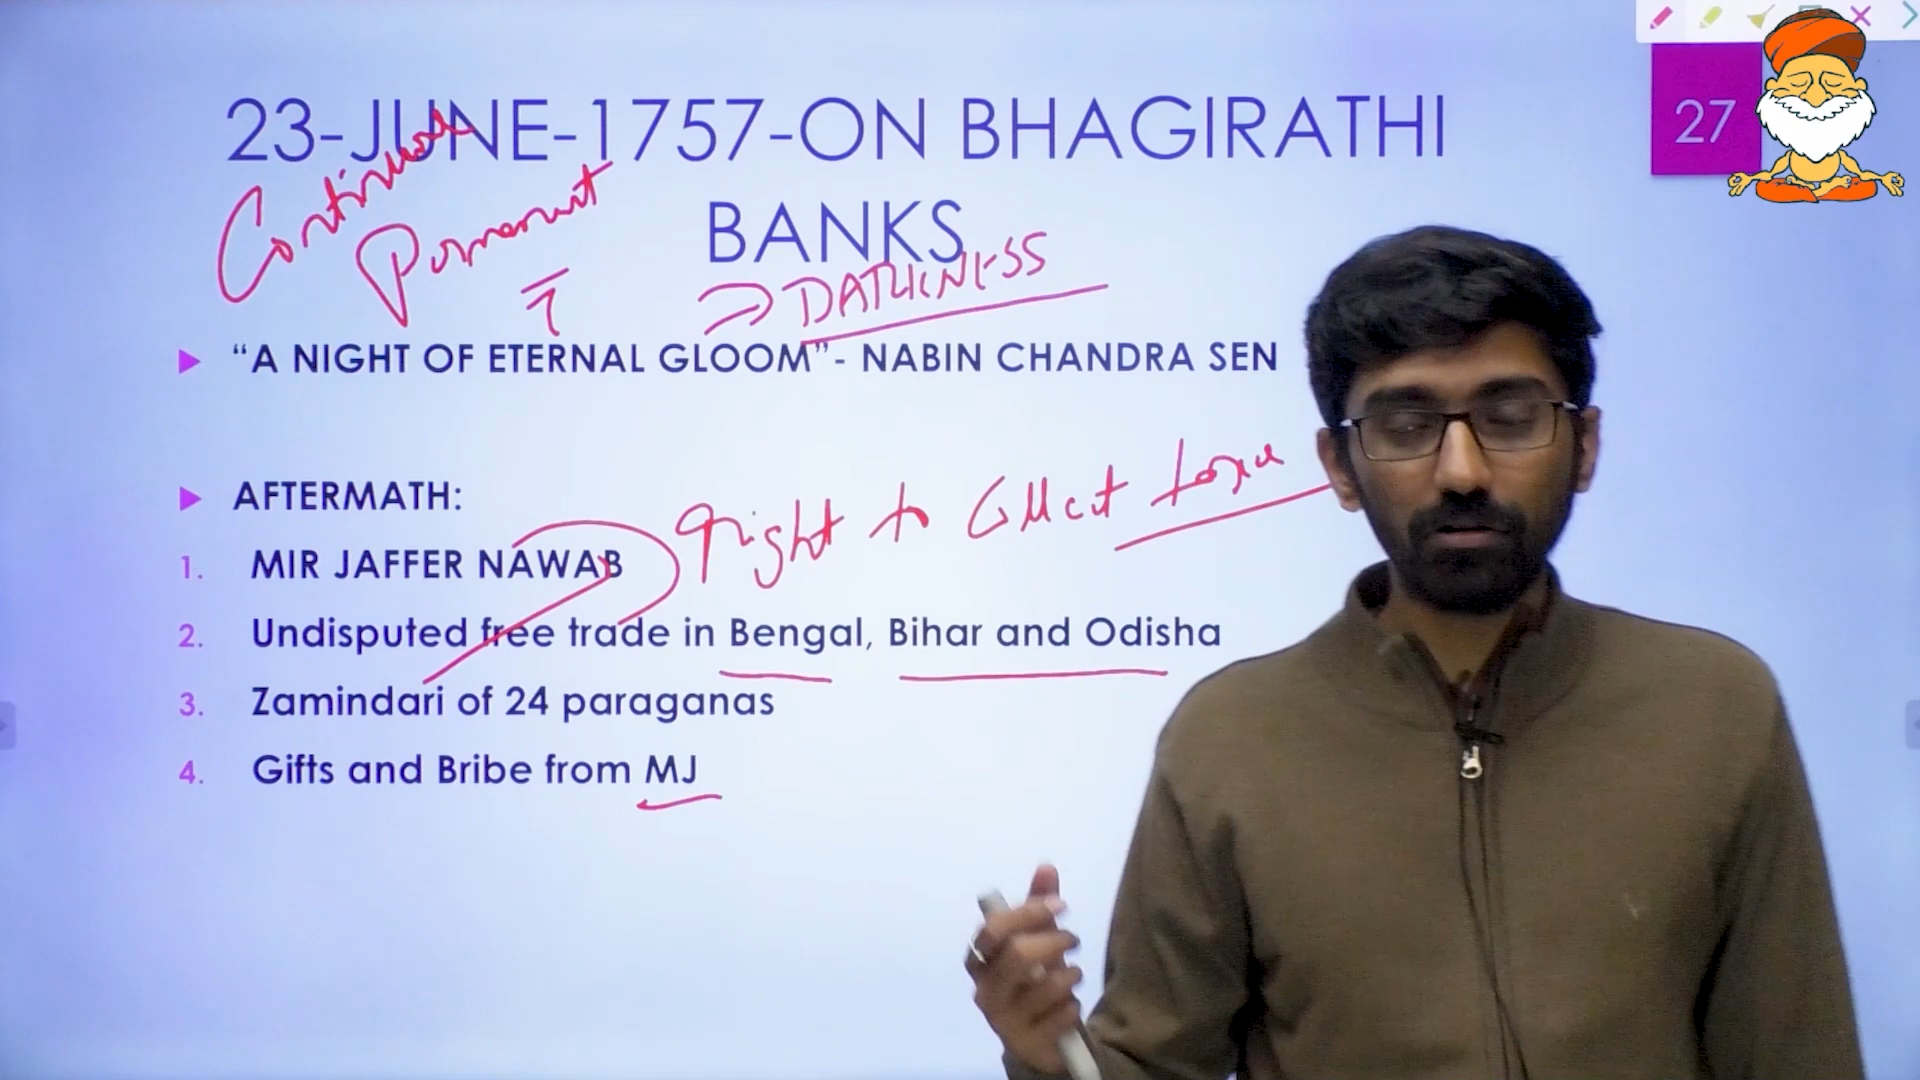 23-JUNE-1757-ON BHAGIRATHI
27
BANKS
Continuous
Permanent
⇒ DARKNESS
“A NIGHT OF ETERNAL GLOOM”- NABIN CHANDRA SEN
AFTERMATH:
right to Collect taxes
1. MIR JAFFER NAWAB
2. Undisputed free trade in Bengal, Bihar and Odisha
3. Zamindari of 24 paraganas
4. Gifts and Bribe from MJ